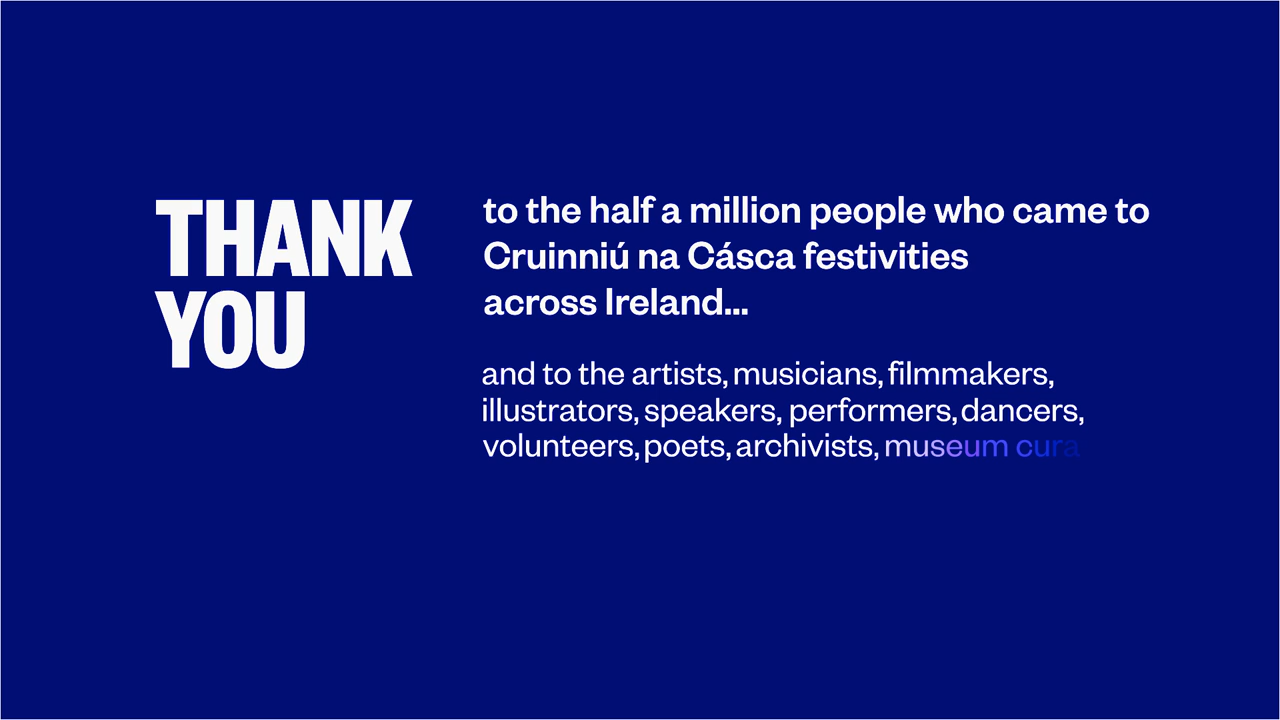 THANK
YOU
to the half a million people who came to
Cruinniú na Cásca festivities
across Ireland...
and to the artists, musicians, filmmakers,
illustrators, speakers, performers, dancers,
volunteers, poets, archivists, museum cura